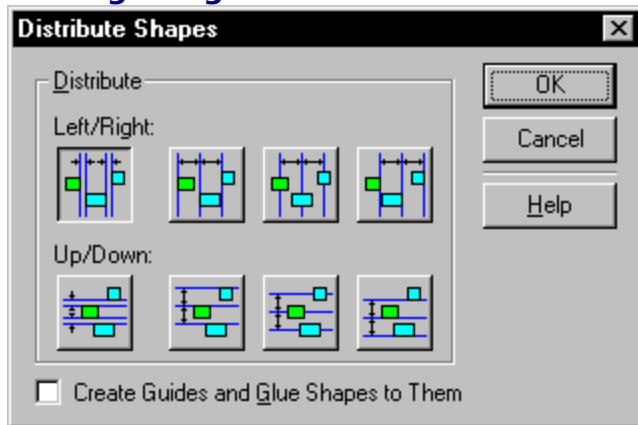 Distribute Shapes
Distribute
OK
Left/Right:
Cancel
Help
Up/Down:
Create Guides and Glue Shapes to Them